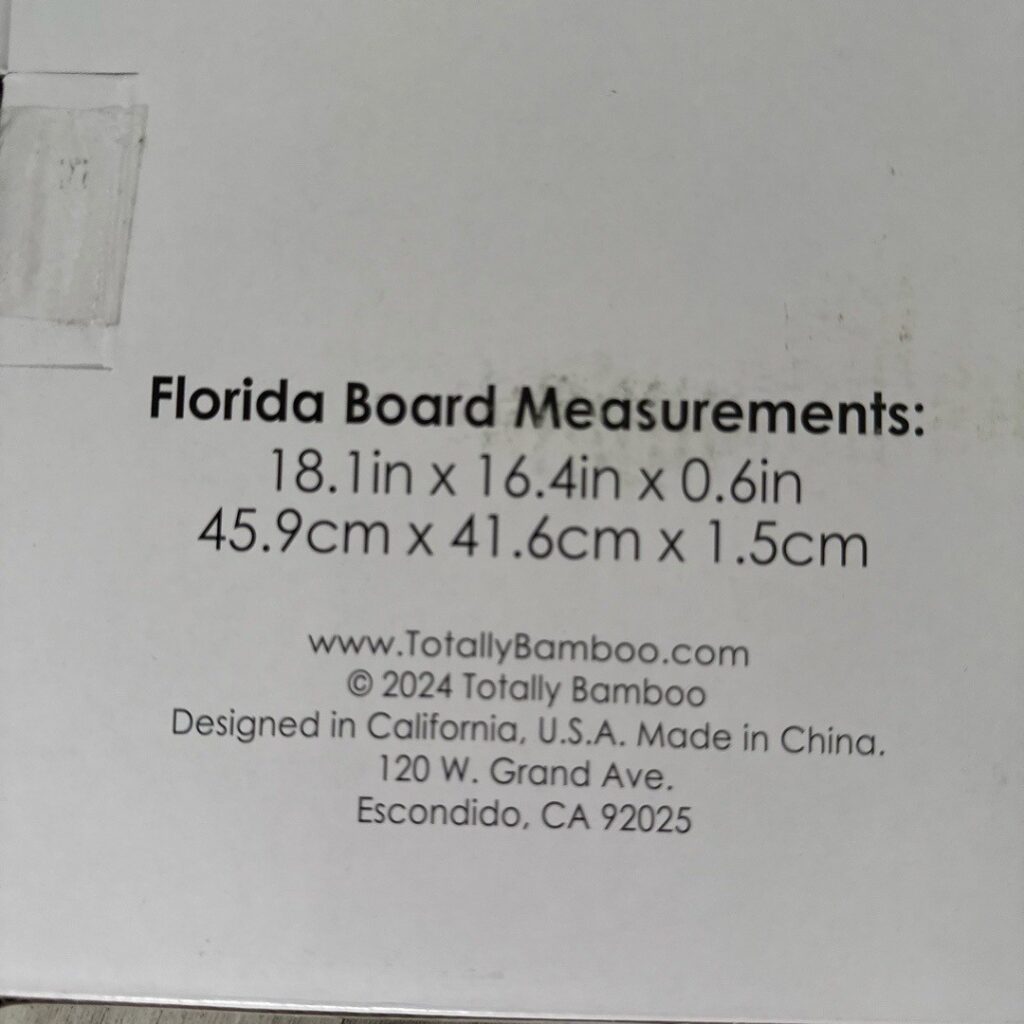 Florida Board Measurements:
18.1in x 16.4in x 0.6in
45.9cm x 41.6cm x 1.5cm
www.TotallyBamboo.com
© 2024 Totally Bamboo
Designed in California, U.S.A. Made in China.
120 W. Grand Ave.
Escondido, CA 92025